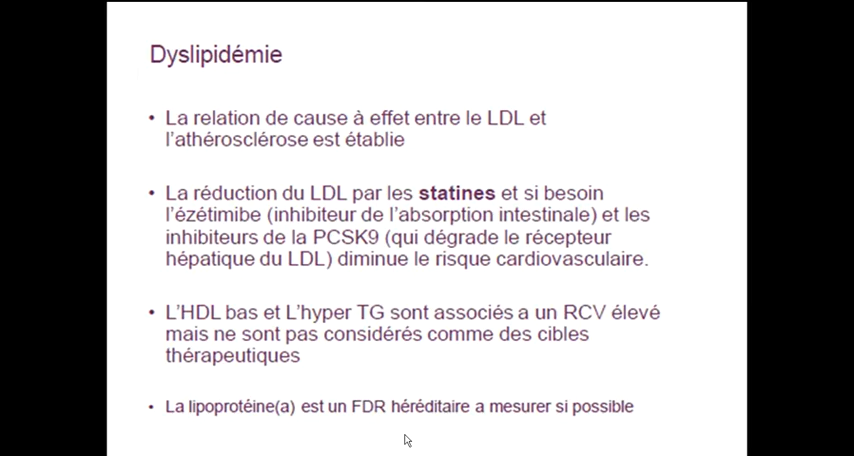 Dyslipidémie
• La relation de cause à effet entre le LDL et
l'athérosclérose est établie
• La réduction du LDL par les statines et si besoin
l'ézétimibe (inhibiteur de l'absorption intestinale) et les
inhibiteurs de la PCSK9 (qui dégrade le récepteur
hépatique du LDL) diminue le risque cardiovasculaire.
• L'HDL bas et L'hyper TG sont associés a un RCV élevé
mais ne sont pas considérés comme des cibles
thérapeutiques
• La lipoprotéine(a) est un FDR héréditaire a mesurer si possible